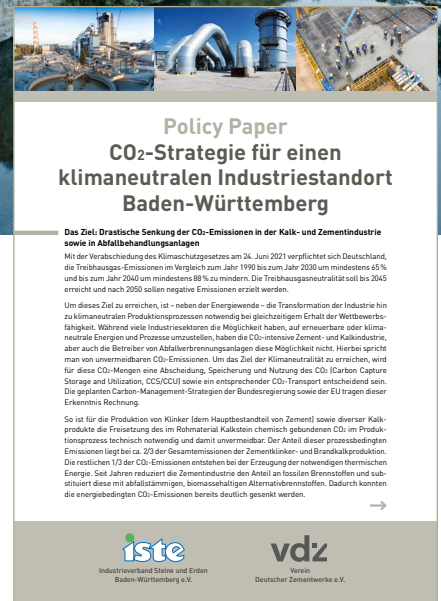 Policy Paper
CO2-Strategie für einen
klimaneutralen Industriestandort
Baden-Württemberg
Das Ziel: Drastische Senkung der CO2-Emissionen in der Kalk- und Zementindustrie
sowie in Abfallbehandlungsanlagen
Mit der Verabschiedung des Klimaschutzgesetzes am 24. Juni 2021 verpflichtet sich Deutschland,
die Treibhausgas-Emissionen im Vergleich zum Jahr 1990 bis zum Jahr 2030 um mindestens 65 %
und bis zum Jahr 2040 um mindestens 88 % zu mindern. Die Treibhausgasneutralität soll bis 2045
erreicht und nach 2050 sollen negative Emissionen erzielt werden.
Um dieses Ziel zu erreichen, ist – neben der Energiewende – die Transformation der Industrie hin
zu klimaneutralen Produktionsprozessen notwendig bei gleichzeitigem Erhalt der Wettbewerbs-
fähigkeit. Während viele Industriesektoren die Möglichkeit haben, auf erneuerbare oder klima-
neutrale Energien und Prozesse umzustellen, haben die CO2-intensive Zement- und Kalkindustrie,
aber auch die Betreiber von Abfallverbrennungsanlagen diese Möglichkeit nicht. Hierbei spricht
man von unvermeidbaren CO2-Emissionen. Um das Ziel der Klimaneutralität zu erreichen, wird
für diese CO2-Mengen eine Abscheidung, Speicherung und Nutzung des CO2 (Carbon Capture
Storage and Utilization, CCS/CCU) sowie ein entsprechender CO2-Transport entscheidend sein.
Die geplanten Carbon-Management-Strategien der Bundesregierung sowie der EU tragen dieser
Erkenntnis Rechnung.
So ist für die Produktion von Klinker (dem Hauptbestandteil von Zement) sowie diverser Kalk-
produkte die Freisetzung des im Rohmaterial Kalkstein chemisch gebundenen CO2 im Produk-
tionsprozess technisch notwendig und damit unvermeidbar. Der Anteil dieser prozessbedingten
Emissionen liegt bei ca. 2/3 der Gesamtemissionen der Zementklinker- und Brandkalkproduktion.
Die restlichen 1/3 der CO2-Emissionen entstehen bei der Erzeugung der notwendigen thermischen
Energie. Seit Jahren reduziert die Zementindustrie den Anteil an fossilen Brennstoffen und sub-
stituiert diese mit abfallstämmigen, biomassehaltigen Alternativbrennstoffen. Dadurch konnten
die energiebedingten CO2-Emissionen bereits deutlich gesenkt werden.
iste
Industrieverband Steine und Erden
Baden-Württemberg e.V.
vdz
Verein
Deutscher Zementwerke e.V.